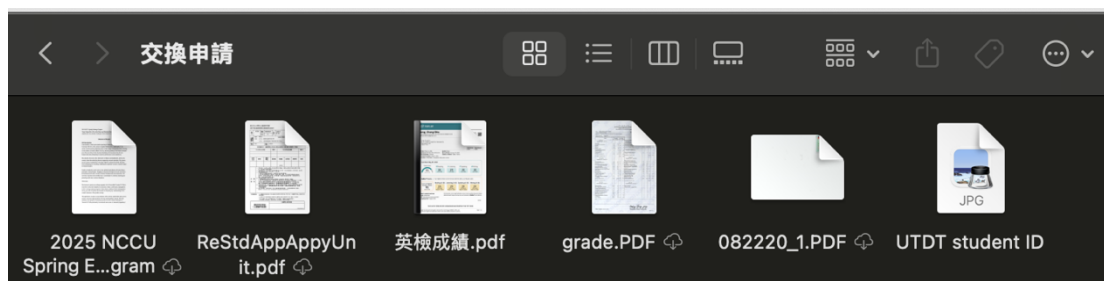 交換申請
JPG
2025 NCCU
Spring E...gram
ReStdAppAppyUn
it.pdf
英檢成績.pdf
grade.PDF
082220_1.PDF
UTDT student ID